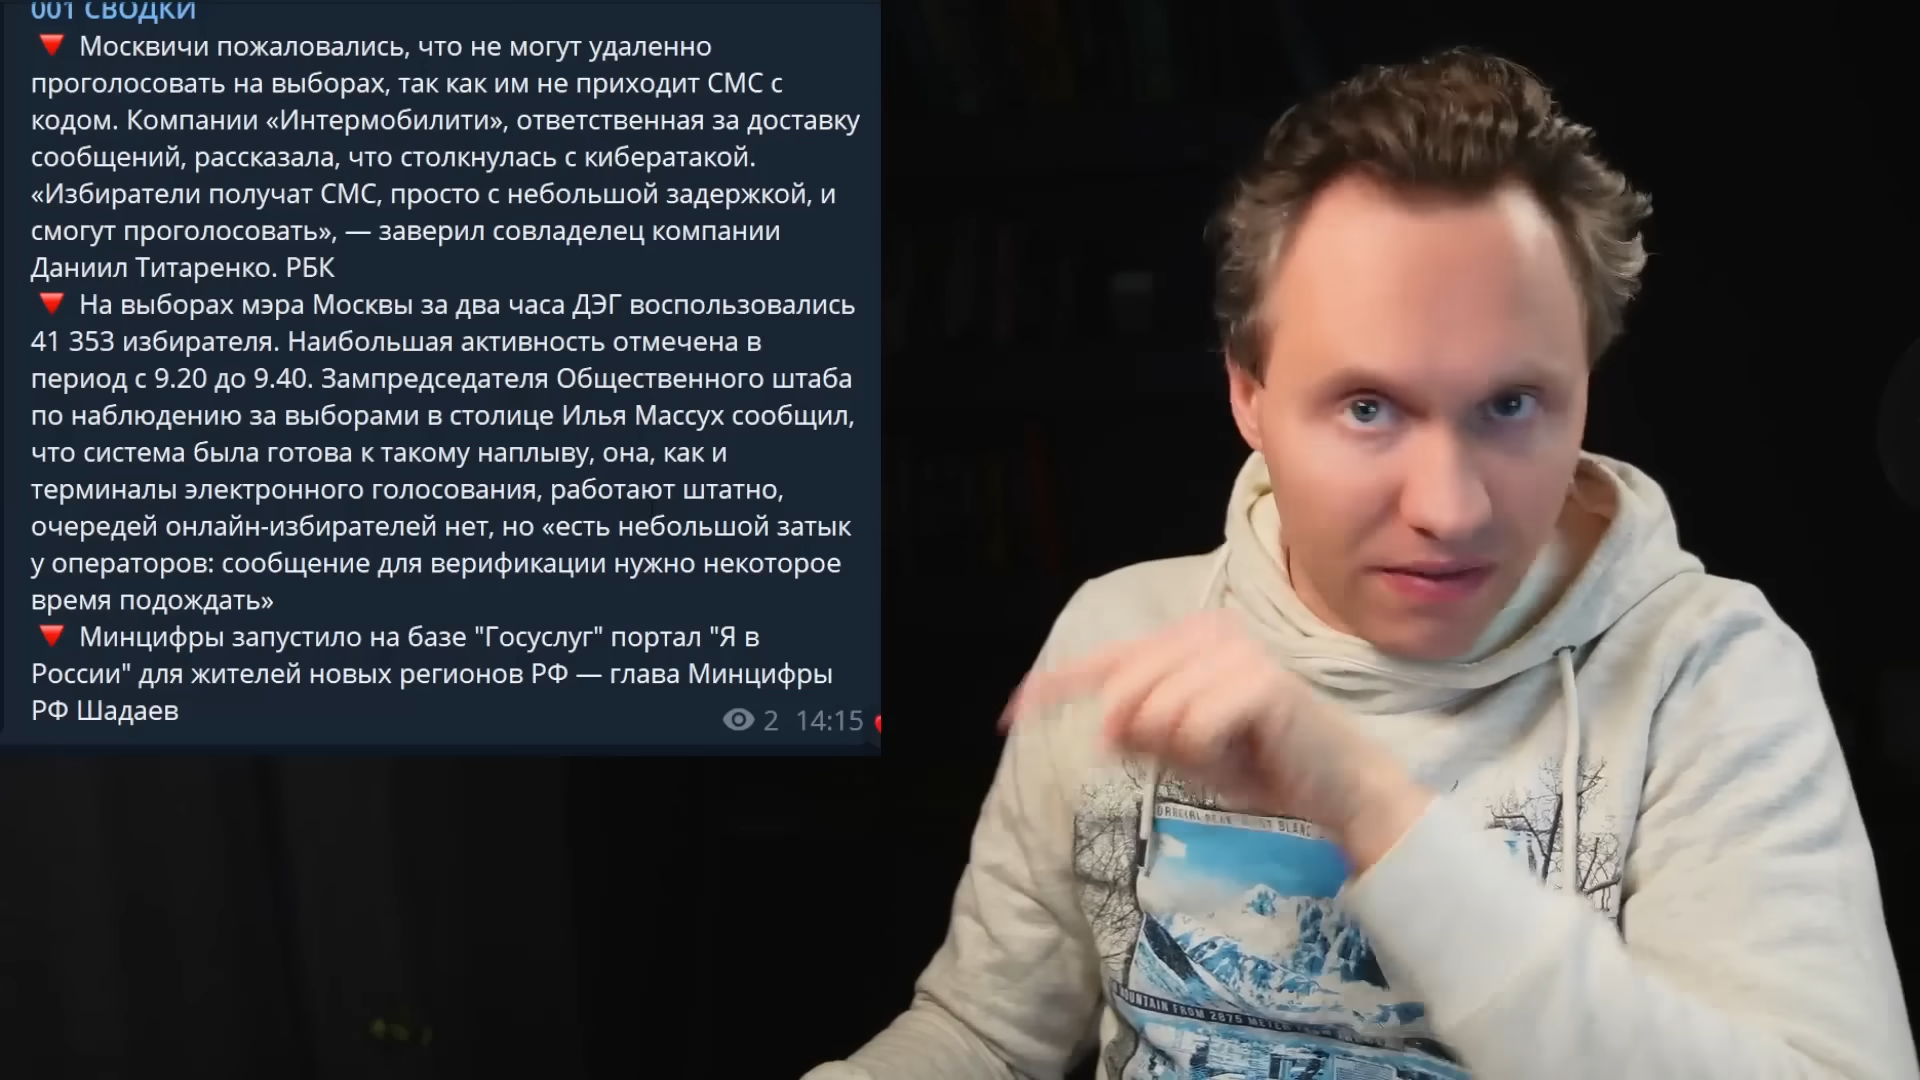 001 СВОДКИ
🔻 Москвичи пожаловались, что не могут удаленно
проголосовать на выборах, так как им не приходит СМС с
кодом. Компании «Интермобилити», ответственная за доставку
сообщений, рассказала, что столкнулась с кибератакой.
«Избиратели получат СМС, просто с небольшой задержкой, и
смогут проголосовать», — заверил совладелец компании
Даниил Титаренко. РБК
🔻 На выборах мэра Москвы за два часа ДЭГ воспользовались
41 353 избирателя. Наибольшая активность отмечена в
период с 9.20 до 9.40. Зампредседателя Общественного штаба
по наблюдению за выборами в столице Илья Массух сообщил,
что система была готова к такому наплыву, она, как и
терминалы электронного голосования, работают штатно,
очередей онлайн-избирателей нет, но «есть небольшой затык
у операторов: сообщение для верификации нужно некоторое
время подождать»
🔻 Минцифры запустило на базе "Госуслуг" портал "Я в
России" для жителей новых регионов РФ — глава Минцифры
РФ Шадаев
2 14:15
MOUNTAIN FROM 2875 METER